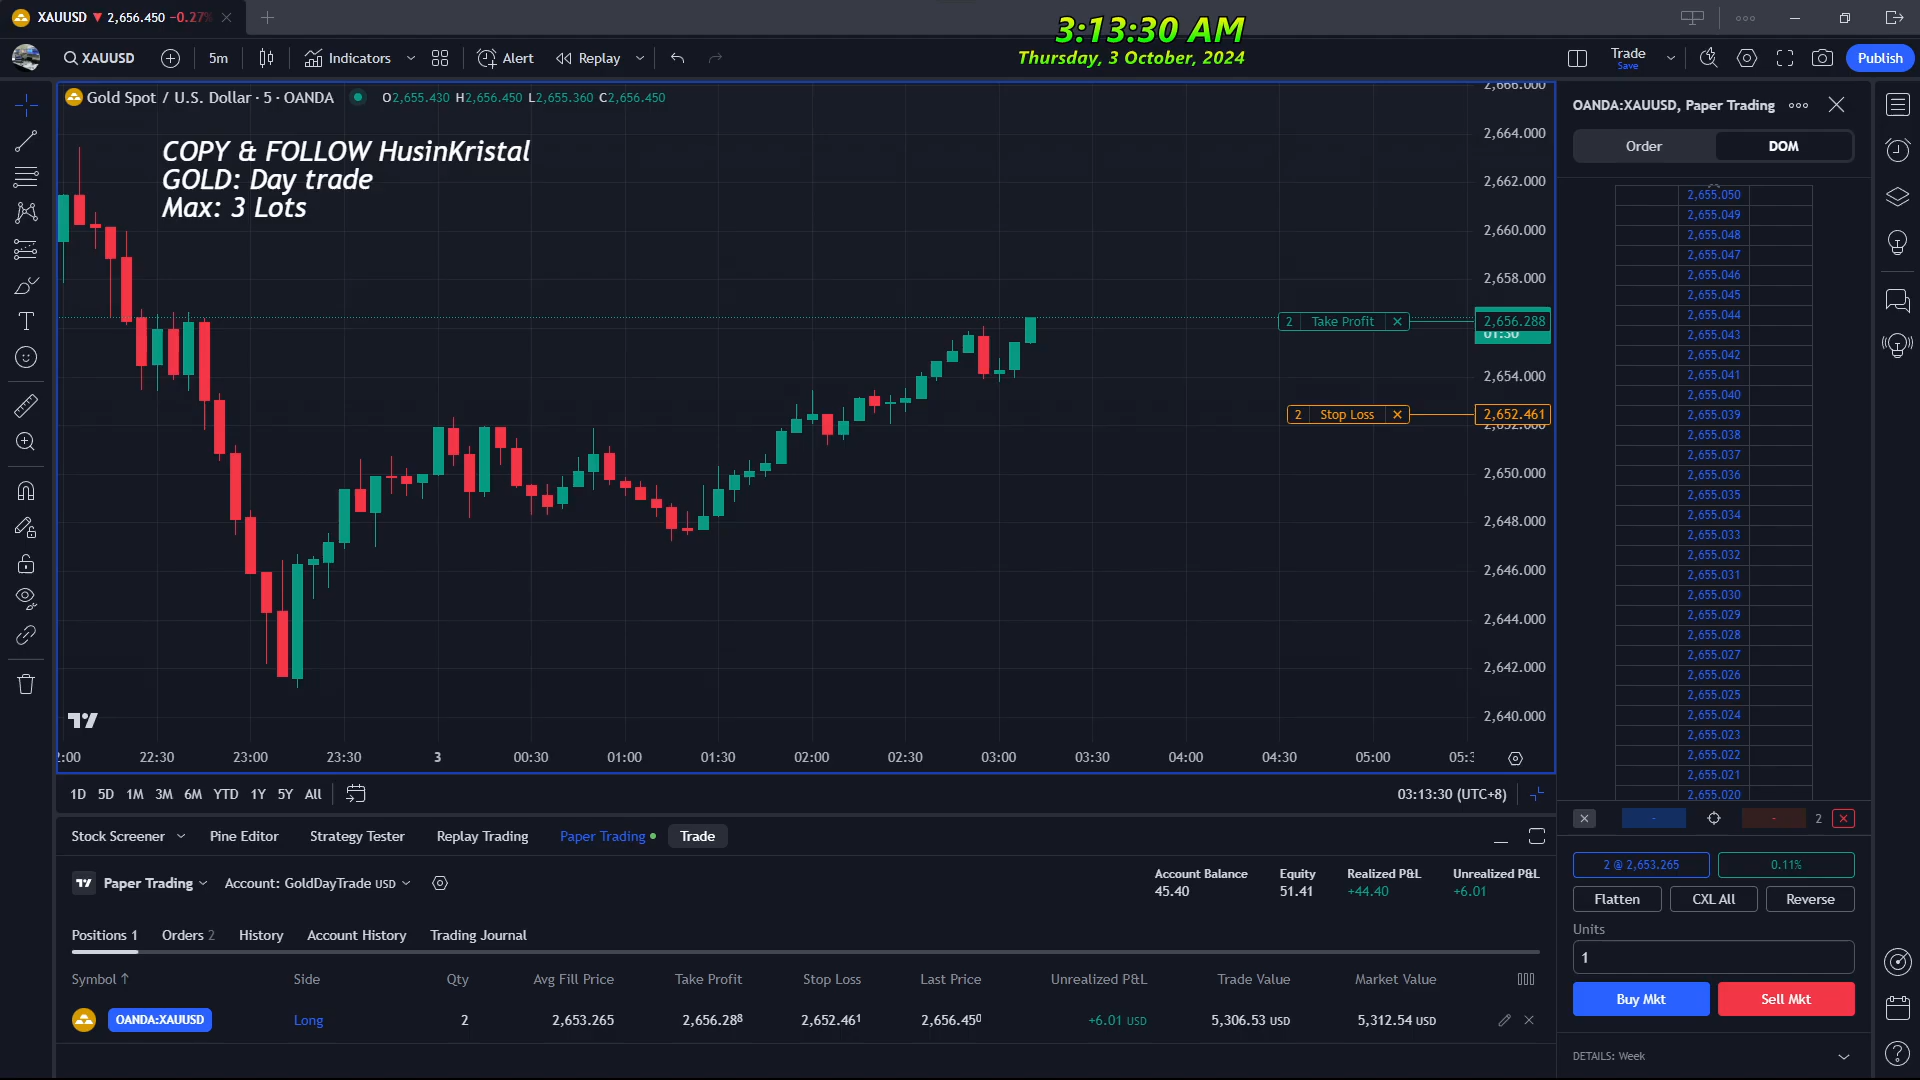 XAUUSD ▼ 2,656.450 −0.27%
3:13:30 AM
Thursday, 3 October, 2024
XAUUSD
5m
Indicators
Alert
Replay
Trade
Save
Publish
Gold Spot / U.S. Dollar · 5 · OANDA
O2,655.430 H2,656.450 L2,655.360 C2,656.450
COPY & FOLLOW HusinKristal
GOLD: Day trade
Max: 3 Lots
2,666.000
2,664.000
2,662.000
2,660.000
2,658.000
2 Take Profit
2,656.288
01:30
2,654.000
2 Stop Loss
2,652.461
2,652.000
2,650.000
2,648.000
2,646.000
2,644.000
2,642.000
2,640.000
2:00 22:30 23:00 23:30 3 00:30 01:00 01:30 02:00 02:30 03:00 03:30 04:00 04:30 05:00 05:3
1D 5D 1M 3M 6M YTD 1Y 5Y All
03:13:30 (UTC+8)
Stock Screener Pine Editor Strategy Tester Replay Trading Paper Trading Trade
Paper Trading Account: GoldDayTrade USD
Account Balance Equity Realized P&L Unrealized P&L
45.40 51.41 +44.40 +6.01
Positions 1 Orders 2 History Account History Trading Journal
Symbol ↑ Side Qty Avg Fill Price Take Profit Stop Loss Last Price Unrealized P&L Trade Value Market Value
OANDA:XAUUSD Long 2 2,653.265 2,656.288 2,652.461 2,656.450 +6.01 USD 5,306.53 USD 5,312.54 USD
OANDA:XAUUSD, Paper Trading
Order DOM
2,655.050
2,655.049
2,655.048
2,655.047
2,655.046
2,655.045
2,655.044
2,655.043
2,655.042
2,655.041
2,655.040
2,655.039
2,655.038
2,655.037
2,655.036
2,655.035
2,655.034
2,655.033
2,655.032
2,655.031
2,655.030
2,655.029
2,655.028
2,655.027
2,655.026
2,655.025
2,655.024
2,655.023
2,655.022
2,655.021
2,655.020
- - 2
2 @ 2,653.265 0.11%
Flatten CXL All Reverse
Units
1
Buy Mkt Sell Mkt
DETAILS: Week